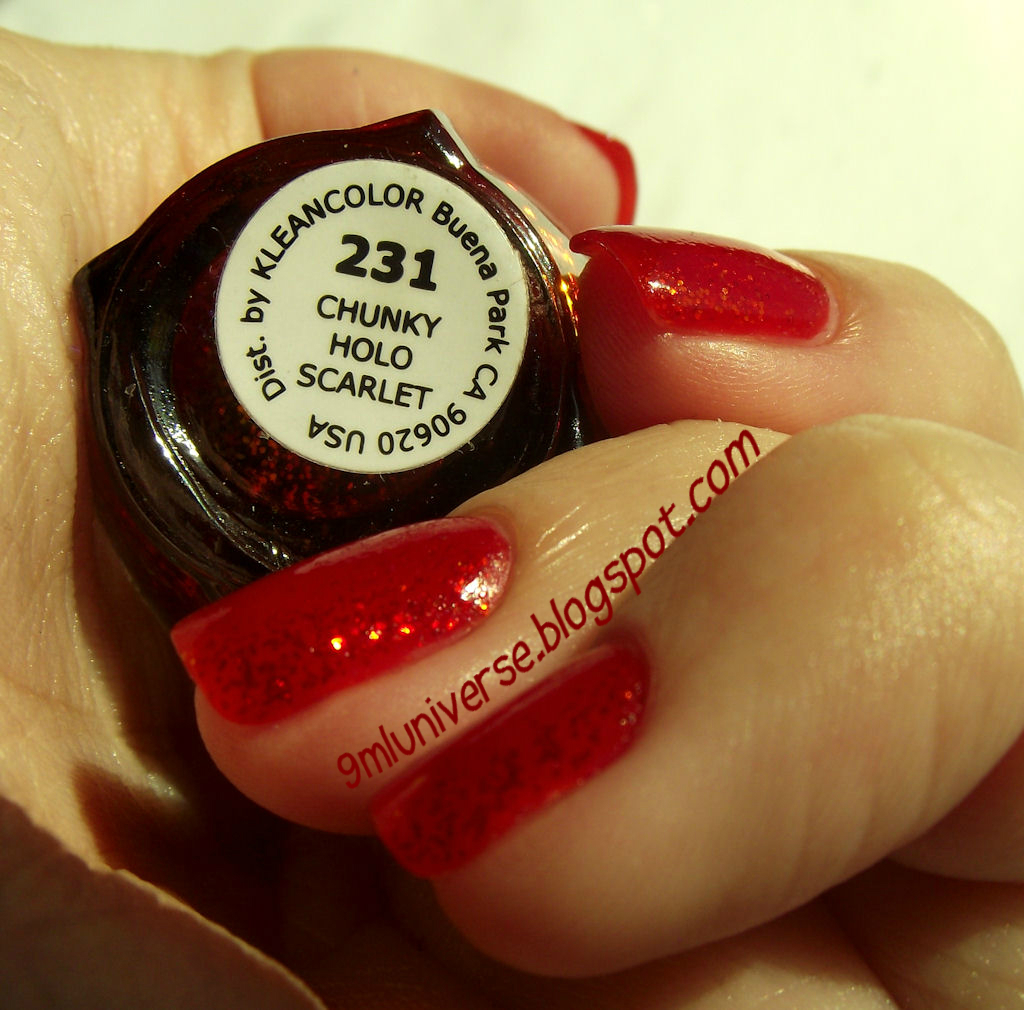 Dist. by KLEANCOLOR Buena Park CA 90620 USA
231
CHUNKY
HOLO
SCARLET
9mluniverse.blogspot.com